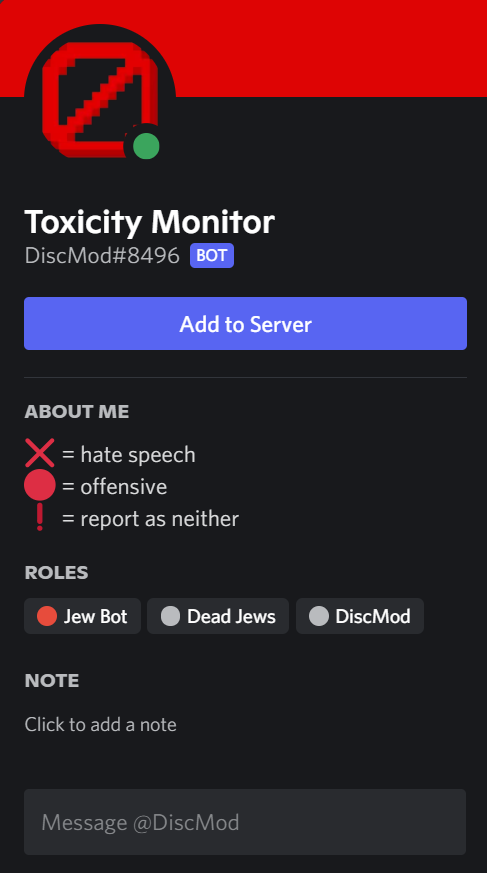 Toxicity Monitor
DiscMod#8496 BOT
Add to Server
ABOUT ME
❌ = hate speech
🔴 = offensive
❗ = report as neither
ROLES
Jew Bot Dead Jews DiscMod
NOTE
Click to add a note
Message @DiscMod